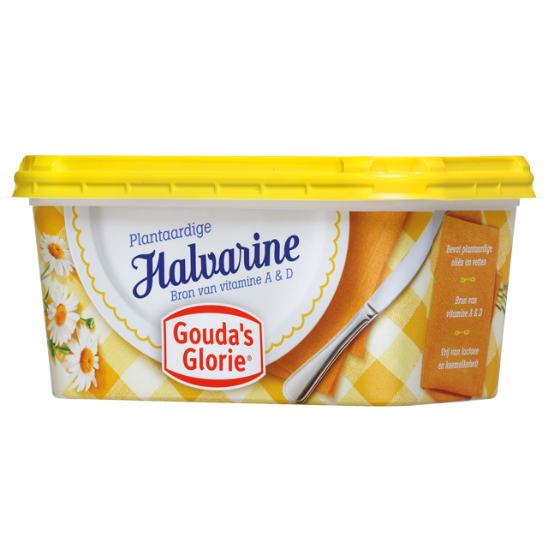 Plantaardige
Halvarine
Bron van vitamine A & D
Gouda's
Glorie®
Bevat plantaardige
oliën en vetten
Bron van
vitamine A & D
Vrij van lactose
en koemelkeiwit